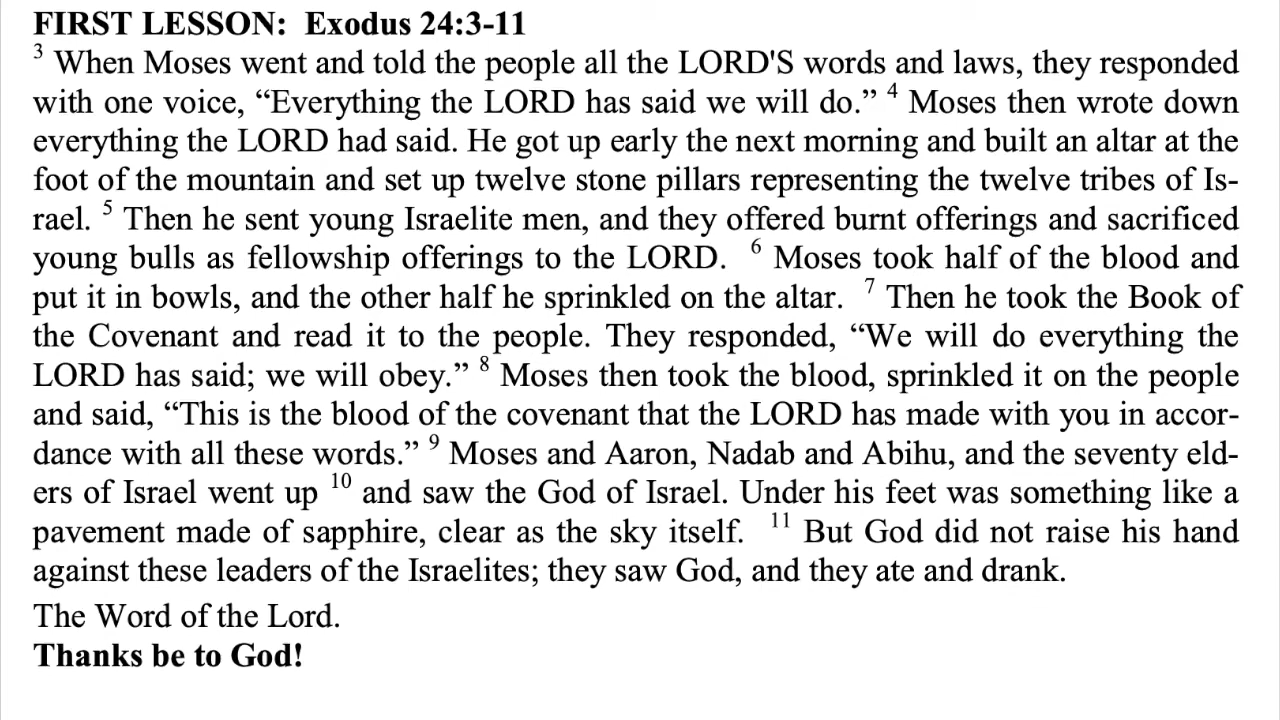 FIRST LESSON: Exodus 24:3-11
3 When Moses went and told the people all the LORD'S words and laws, they responded
with one voice, “Everything the LORD has said we will do.” 4 Moses then wrote down
everything the LORD had said. He got up early the next morning and built an altar at the
foot of the mountain and set up twelve stone pillars representing the twelve tribes of Is-
rael. 5 Then he sent young Israelite men, and they offered burnt offerings and sacrificed
young bulls as fellowship offerings to the LORD. 6 Moses took half of the blood and
put it in bowls, and the other half he sprinkled on the altar. 7 Then he took the Book of
the Covenant and read it to the people. They responded, “We will do everything the
LORD has said; we will obey.” 8 Moses then took the blood, sprinkled it on the people
and said, “This is the blood of the covenant that the LORD has made with you in accor-
dance with all these words.” 9 Moses and Aaron, Nadab and Abihu, and the seventy eld-
ers of Israel went up 10 and saw the God of Israel. Under his feet was something like a
pavement made of sapphire, clear as the sky itself. 11 But God did not raise his hand
against these leaders of the Israelites; they saw God, and they ate and drank.
The Word of the Lord.
Thanks be to God!